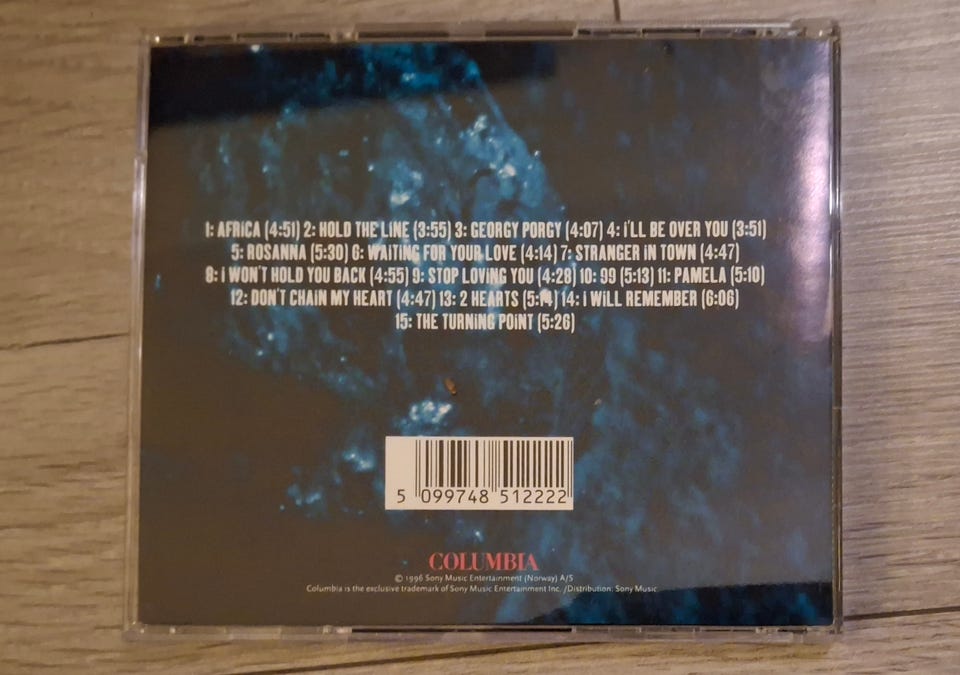 1: AFRICA (4:51) 2: HOLD THE LINE (3:55) 3: GEORGY PORGY (4:07) 4: i'LL BE OVER YOU (3:51)
5: ROSANNA (5:30) 6: WAITING FOR YOUR LOVE (4:14) 7: STRANGER iN TOWN (4:47)
8: i WON'T HOLD YOU BACK (4:55) 9: STOP LOVING YOU (4:28) 10: 99 (5:13) 11: PAMELA (5:10)
12: DON'T CHAiN MY HEART (4:47) 13: 2 HEARTS (5:14) 14: i WiLL REMEMBER (6:06)
15: THE TURNING POiNT (5:26)
5 099748 512222
COLUMBIA
© 1996 Sony Music Entertainment (Norway) A/S
Columbia is the exclusive trademark of Sony Music Entertainment Inc. /Distribution: Sony Music